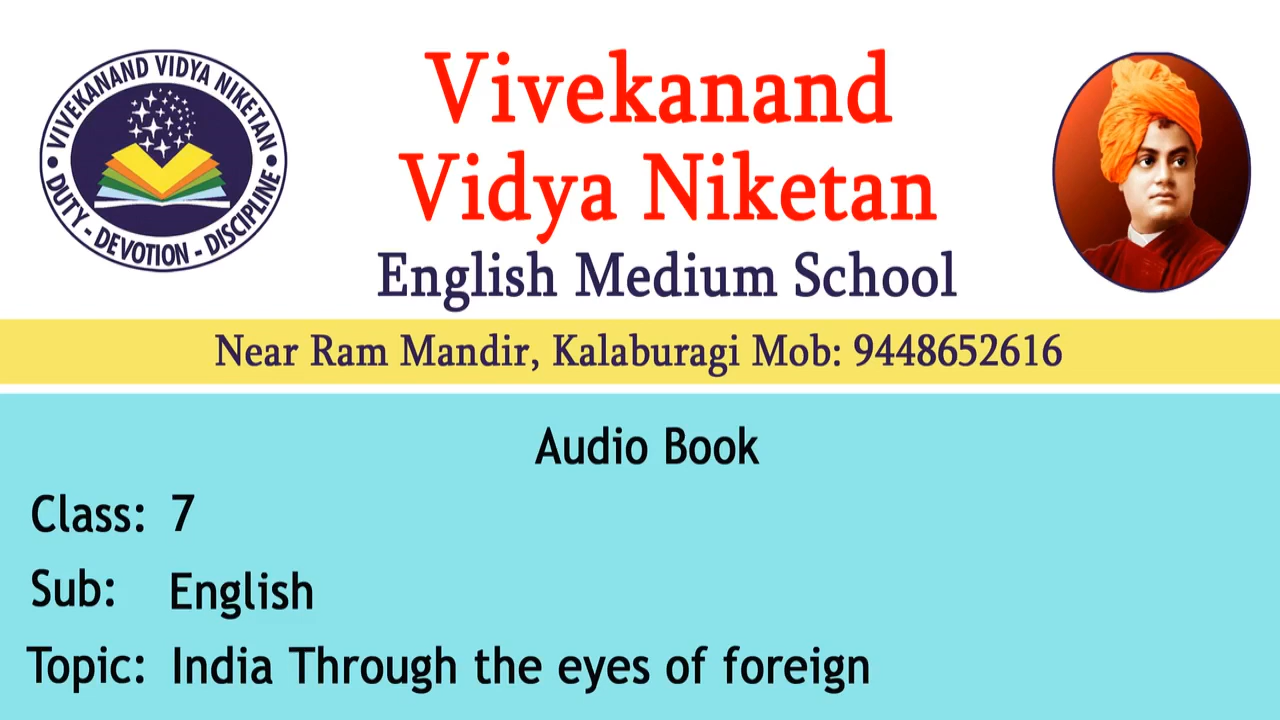 VIVEKANAND VIDYA NIKETAN
DUTY - DEVOTION - DISCIPLINE
Vivekanand
Vidya Niketan
English Medium School
Near Ram Mandir, Kalaburagi Mob: 9448652616
Audio Book
Class: 7
Sub: English
Topic: India Through the eyes of foreign